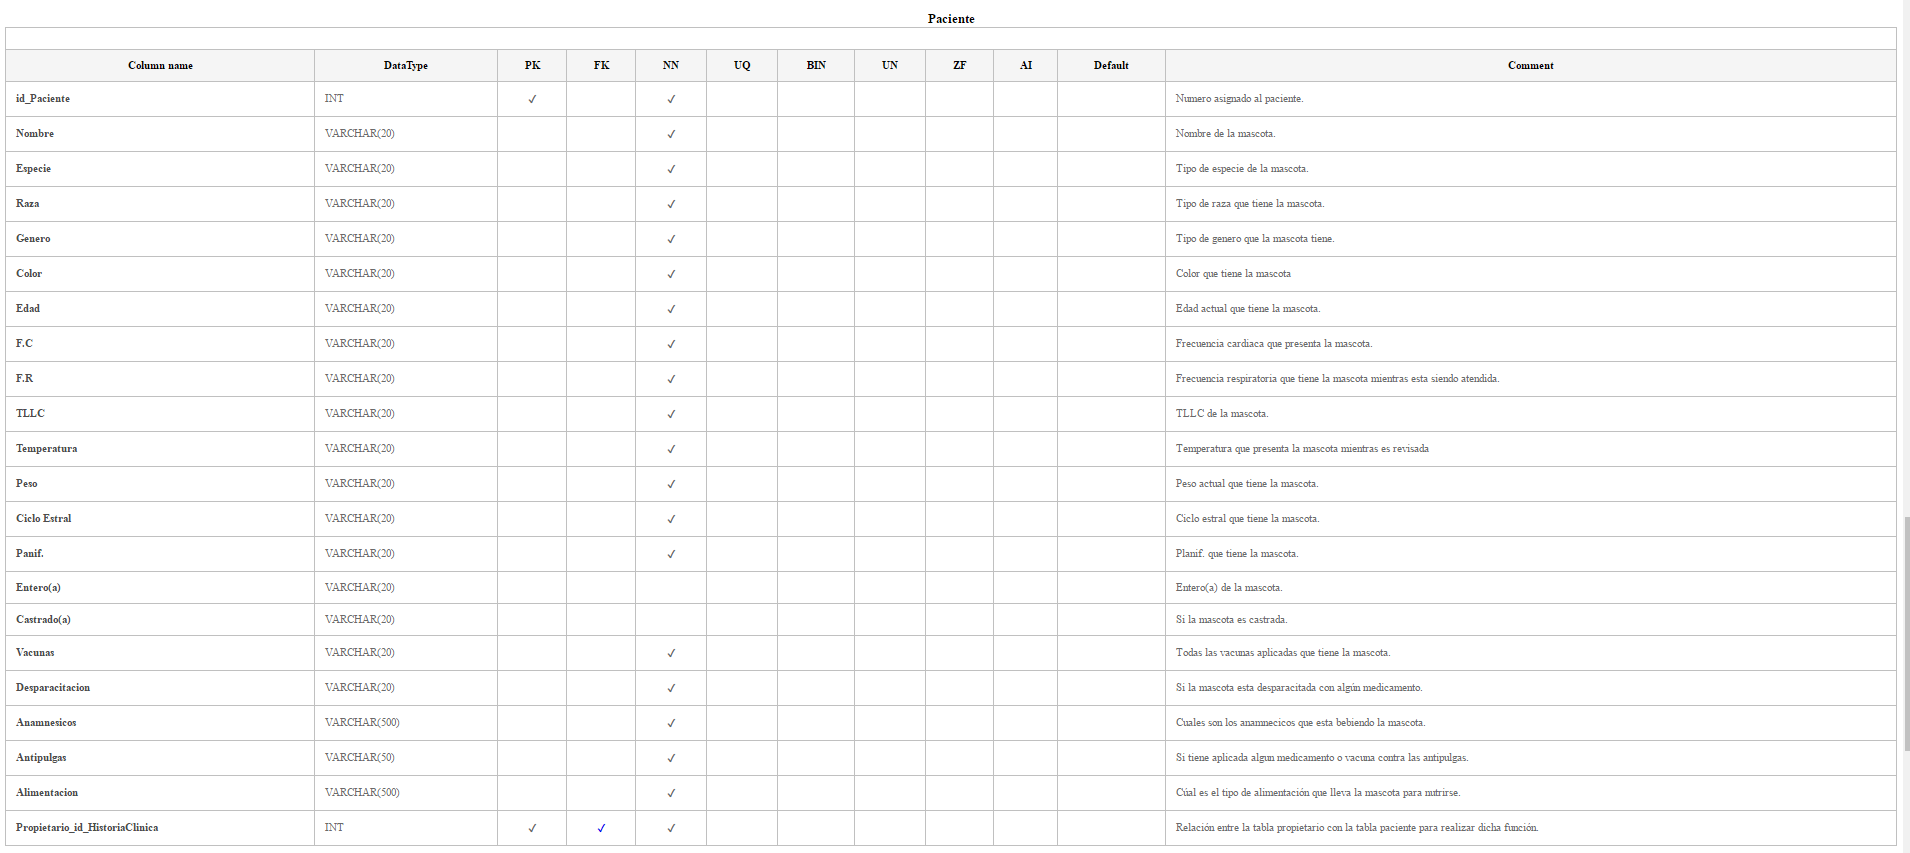 Paciente
Column name DataType PK FK NN UQ BIN UN ZF AI Default Comment
id_Paciente INT ✓ ✓ Numero asignado al paciente.
Nombre VARCHAR(20) ✓ Nombre de la mascota.
Especie VARCHAR(20) ✓ Tipo de especie de la mascota.
Raza VARCHAR(20) ✓ Tipo de raza que tiene la mascota.
Genero VARCHAR(20) ✓ Tipo de genero que la mascota tiene.
Color VARCHAR(20) ✓ Color que tiene la mascota
Edad VARCHAR(20) ✓ Edad actual que tiene la mascota.
F.C VARCHAR(20) ✓ Frecuencia cardiaca que presenta la mascota.
F.R VARCHAR(20) ✓ Frecuencia respiratoria que tiene la mascota mientras esta siendo atendida.
TLLC VARCHAR(20) ✓ TLLC de la mascota.
Temperatura VARCHAR(20) ✓ Temperatura que presenta la mascota mientras es revisada
Peso VARCHAR(20) ✓ Peso actual que tiene la mascota.
Ciclo Estral VARCHAR(20) ✓ Ciclo estral que tiene la mascota.
Panif. VARCHAR(20) ✓ Planif. que tiene la mascota.
Entero(a) VARCHAR(20) Entero(a) de la mascota.
Castrado(a) VARCHAR(20) Si la mascota es castrada.
Vacunas VARCHAR(20) ✓ Todas las vacunas aplicadas que tiene la mascota.
Desparacitacion VARCHAR(20) ✓ Si la mascota esta desparacitada con algún medicamento.
Anamnesicos VARCHAR(500) ✓ Cuales son los anamnecicos que esta bebiendo la mascota.
Antipulgas VARCHAR(50) ✓ Si tiene aplicada algun medicamento o vacuna contra las antipulgas.
Alimentacion VARCHAR(500) ✓ Cúal es el tipo de alimentación que lleva la mascota para nutrirse.
Propietario_id_HistoriaClinica INT ✓ ✓ ✓ Relación entre la tabla propietario con la tabla paciente para realizar dicha función.